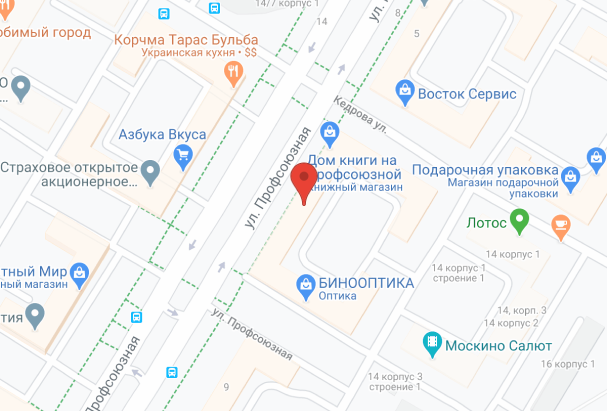 14/7 корпус 1
ул.
14
5
юбимый город
Корчма Тарас Бульба
Украинская кухня • $$
О
...
Восток Сервис
Кедрова ул.
Азбука Вкуса
ул. Профсоюзная
Страховое открытое
акционерное...
Дом книги на
Профсоюзной
книжный магазин
Подарочная упаковка
Магазин подарочной
упаковки
Лотос
14 корпус 1
14 корпус 1
строение 1
тный Мир
ный магазин
БИНООПТИКА
Оптика
14, корп. 3
14 корпус 2
тия
ул. Профсоюзная
Профсоюзная
Москино Салют
16 корпус 1
14 корпус 3
строение 1
9